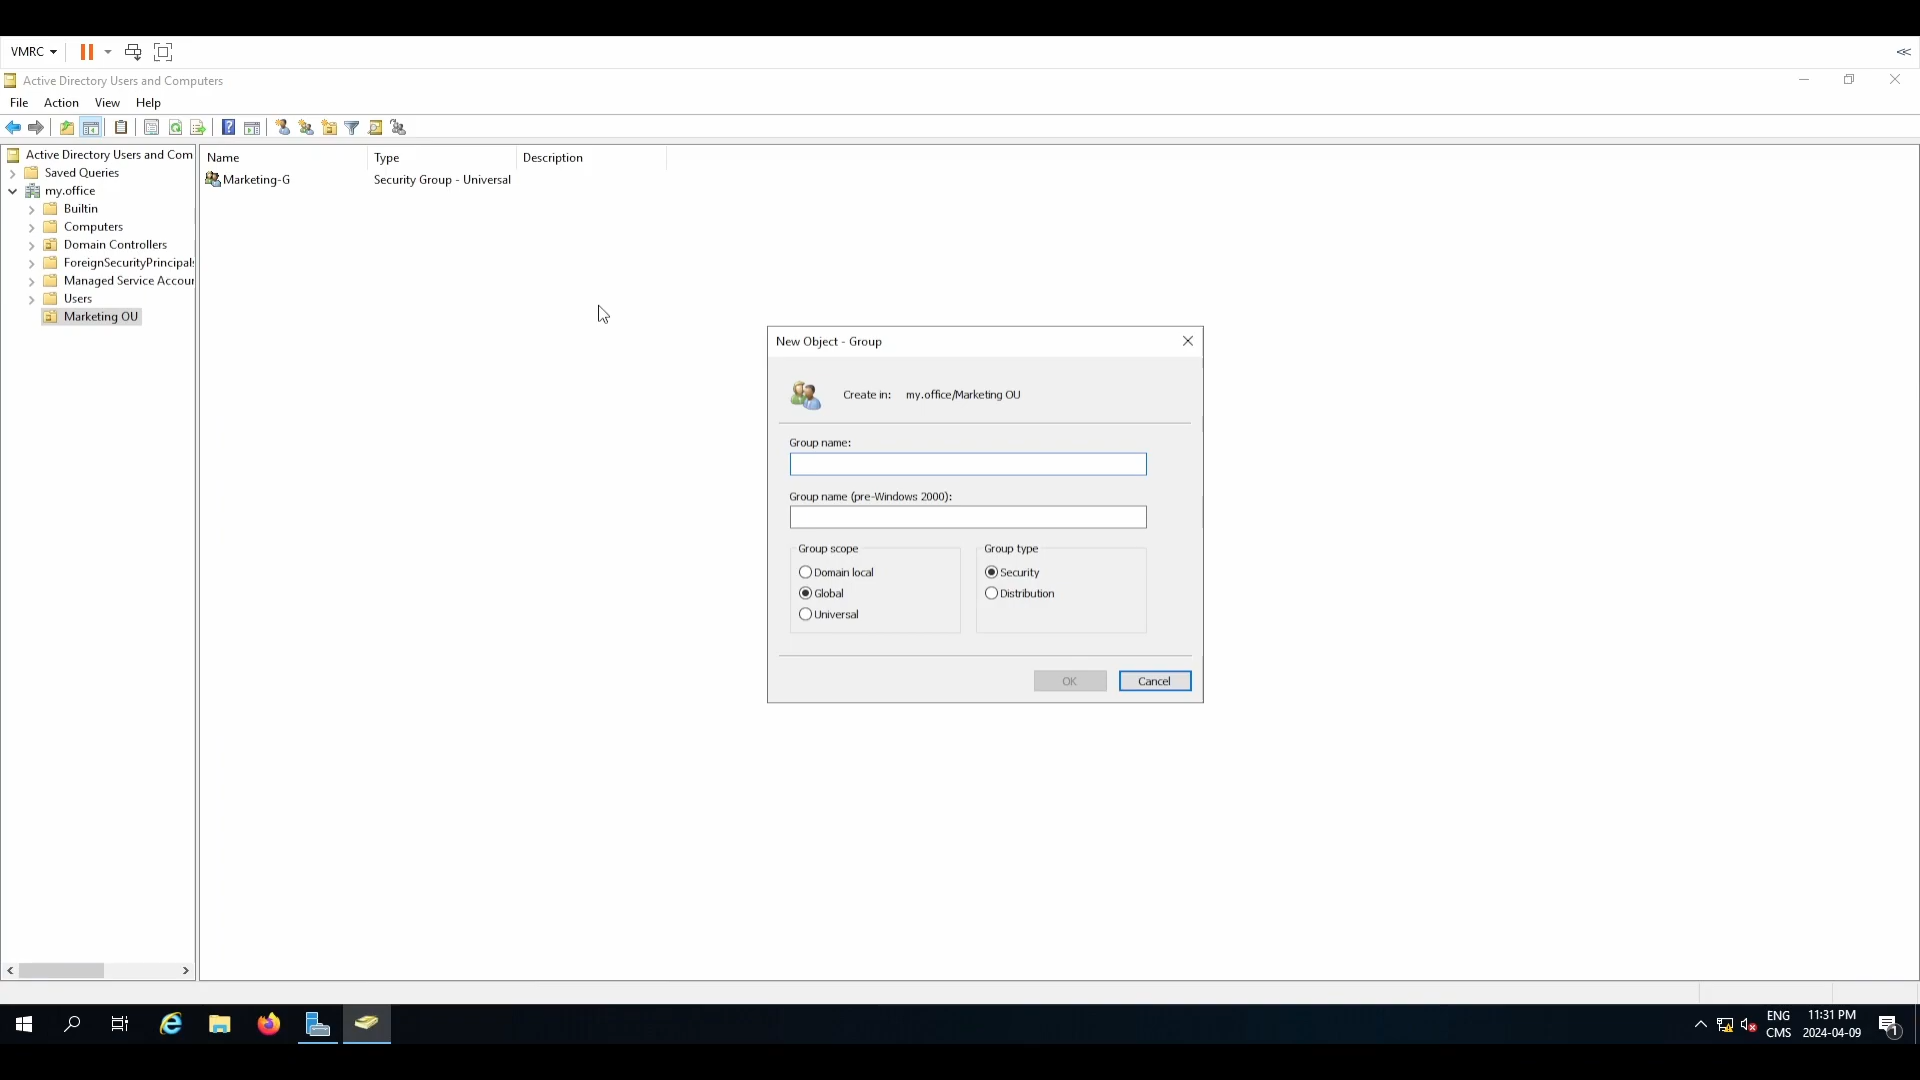 VMRC
Active Directory Users and Computers
File Action View Help
Active Directory Users and Com
Saved Queries
my.office
Builtin
Computers
Domain Controllers
ForeignSecurityPrincipals
Managed Service Accoun
Users
Marketing OU
Name Type Description
Marketing-G Security Group - Universal
New Object - Group
Create in: my.office/Marketing OU
Group name:
Group name (pre-Windows 2000):
Group scope
Domain local
Global
Universal
Group type
Security
Distribution
OK Cancel
ENG
CMS
11:31 PM
2024-04-09
1